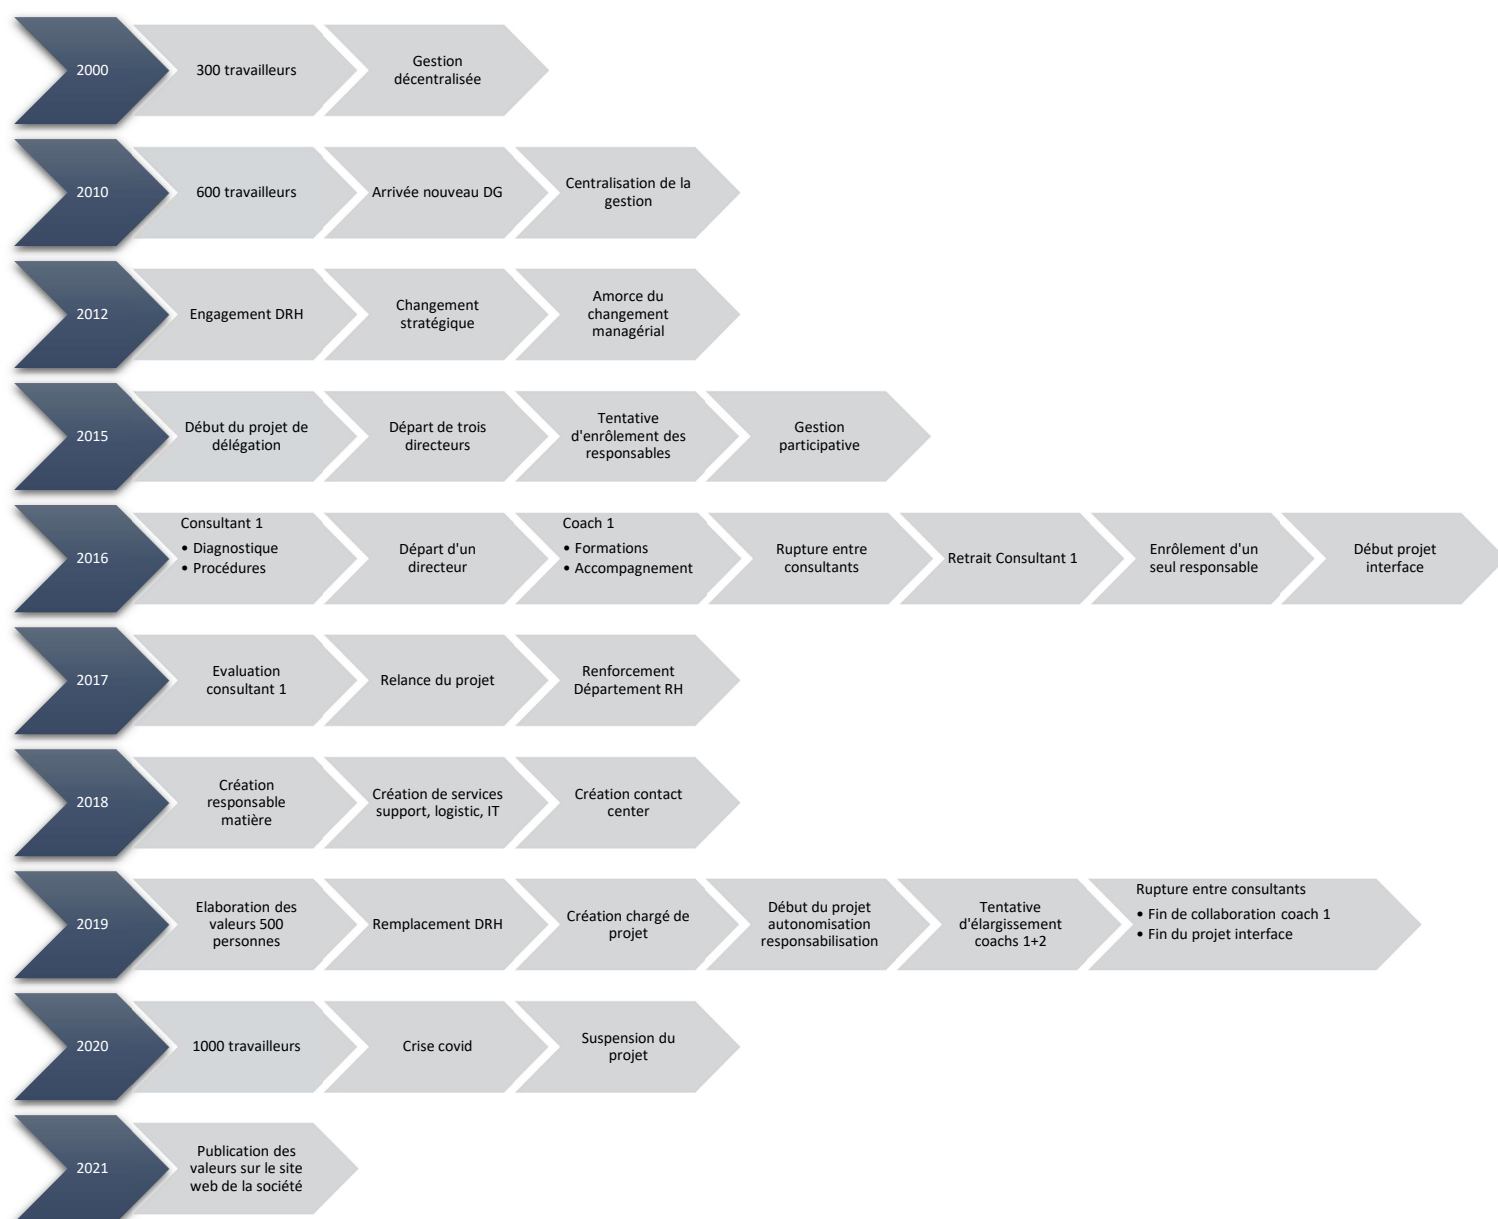 2000
300 travailleurs
Gestion
décentralisée
2010
600 travailleurs
Arrivée nouveau DG
Centralisation de la
gestion
2012
Engagement DRH
Changement
stratégique
Amorce du
changement
managérial
2015
Début du projet de
délégation
Départ de trois
directeurs
Tentative
d'enrôlement des
responsables
Gestion
participative
2016
Consultant 1
• Diagnostique
• Procédures
Départ d'un
directeur
Coach 1
• Formations
• Accompagnement
Rupture entre
consultants
Retrait Consultant 1
Enrôlement d'un
seul responsable
Début projet
interface
2017
Evaluation
consultant 1
Relance du projet
Renforcement
Département RH
2018
Création
responsable
matière
Création de services
support, logistic, IT
Création contact
center
2019
Elaboration des
valeurs 500
personnes
Remplacement DRH
Création chargé de
projet
Début du projet
autonomisation
responsabilisation
Tentative
d'élargissement
coachs 1+2
Rupture entre consultants
• Fin de collaboration coach 1
• Fin du projet interface
2020
1000 travailleurs
Crise covid
Suspension du
projet
2021
Publication des
valeurs sur le site
web de la société